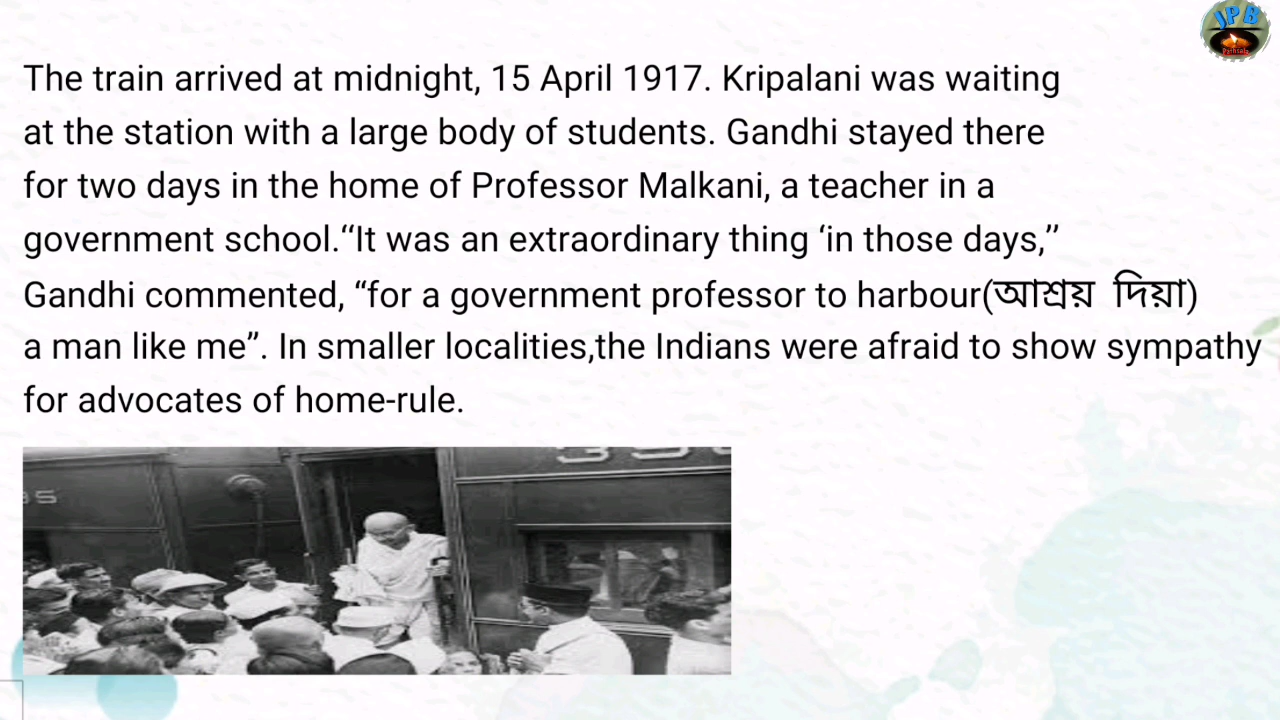 JPB
Pathsala
The train arrived at midnight, 15 April 1917. Kripalani was waiting
at the station with a large body of students. Gandhi stayed there
for two days in the home of Professor Malkani, a teacher in a
government school.“It was an extraordinary thing ‘in those days,’’
Gandhi commented, “for a government professor to harbour(আশ্রয় দিয়া)
a man like me”. In smaller localities,the Indians were afraid to show sympathy
for advocates of home-rule.